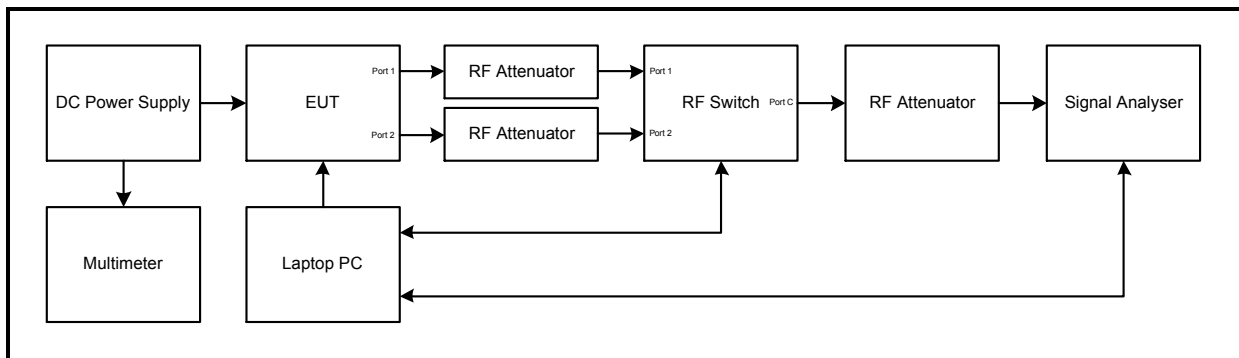 DC Power Supply
EUT
Port 1
Port 2
RF Attenuator
RF Attenuator
Port 1
Port 2
RF Switch
Port C
RF Attenuator
Signal Analyser
Multimeter
Laptop PC